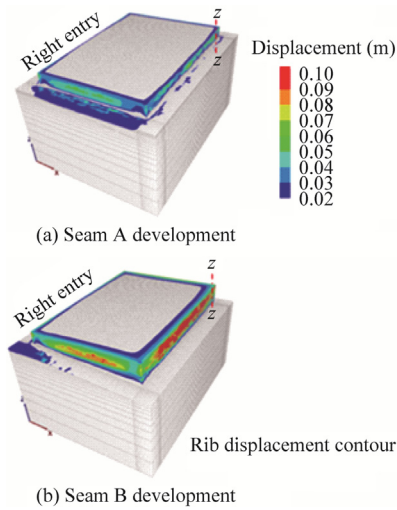 z
z
Right entry
Displacement (m)
0.10
0.09
0.08
0.07
0.06
0.05
0.04
0.03
0.02
(a) Seam A development
z
z
Right entry
Rib displacement contour
(b) Seam B development